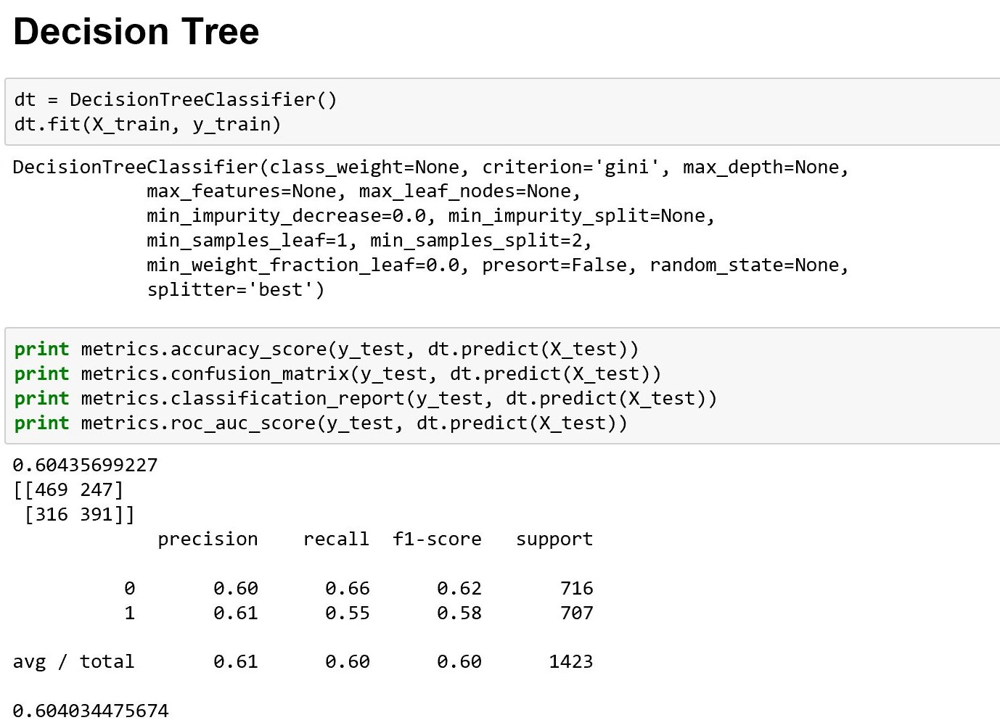 Decision Tree
dt = DecisionTreeClassifier()
dt.fit(X_train, y_train)
DecisionTreeClassifier(class_weight=None, criterion='gini', max_depth=None,
            max_features=None, max_leaf_nodes=None,
            min_impurity_decrease=0.0, min_impurity_split=None,
            min_samples_leaf=1, min_samples_split=2,
            min_weight_fraction_leaf=0.0, presort=False, random_state=None,
            splitter='best')
print metrics.accuracy_score(y_test, dt.predict(X_test))
print metrics.confusion_matrix(y_test, dt.predict(X_test))
print metrics.classification_report(y_test, dt.predict(X_test))
print metrics.roc_auc_score(y_test, dt.predict(X_test))
0.60435699227
[[469 247]
 [316 391]]
             precision    recall  f1-score   support
          0       0.60      0.66      0.62       716
          1       0.61      0.55      0.58       707
avg / total       0.61      0.60      0.60      1423
0.604034475674